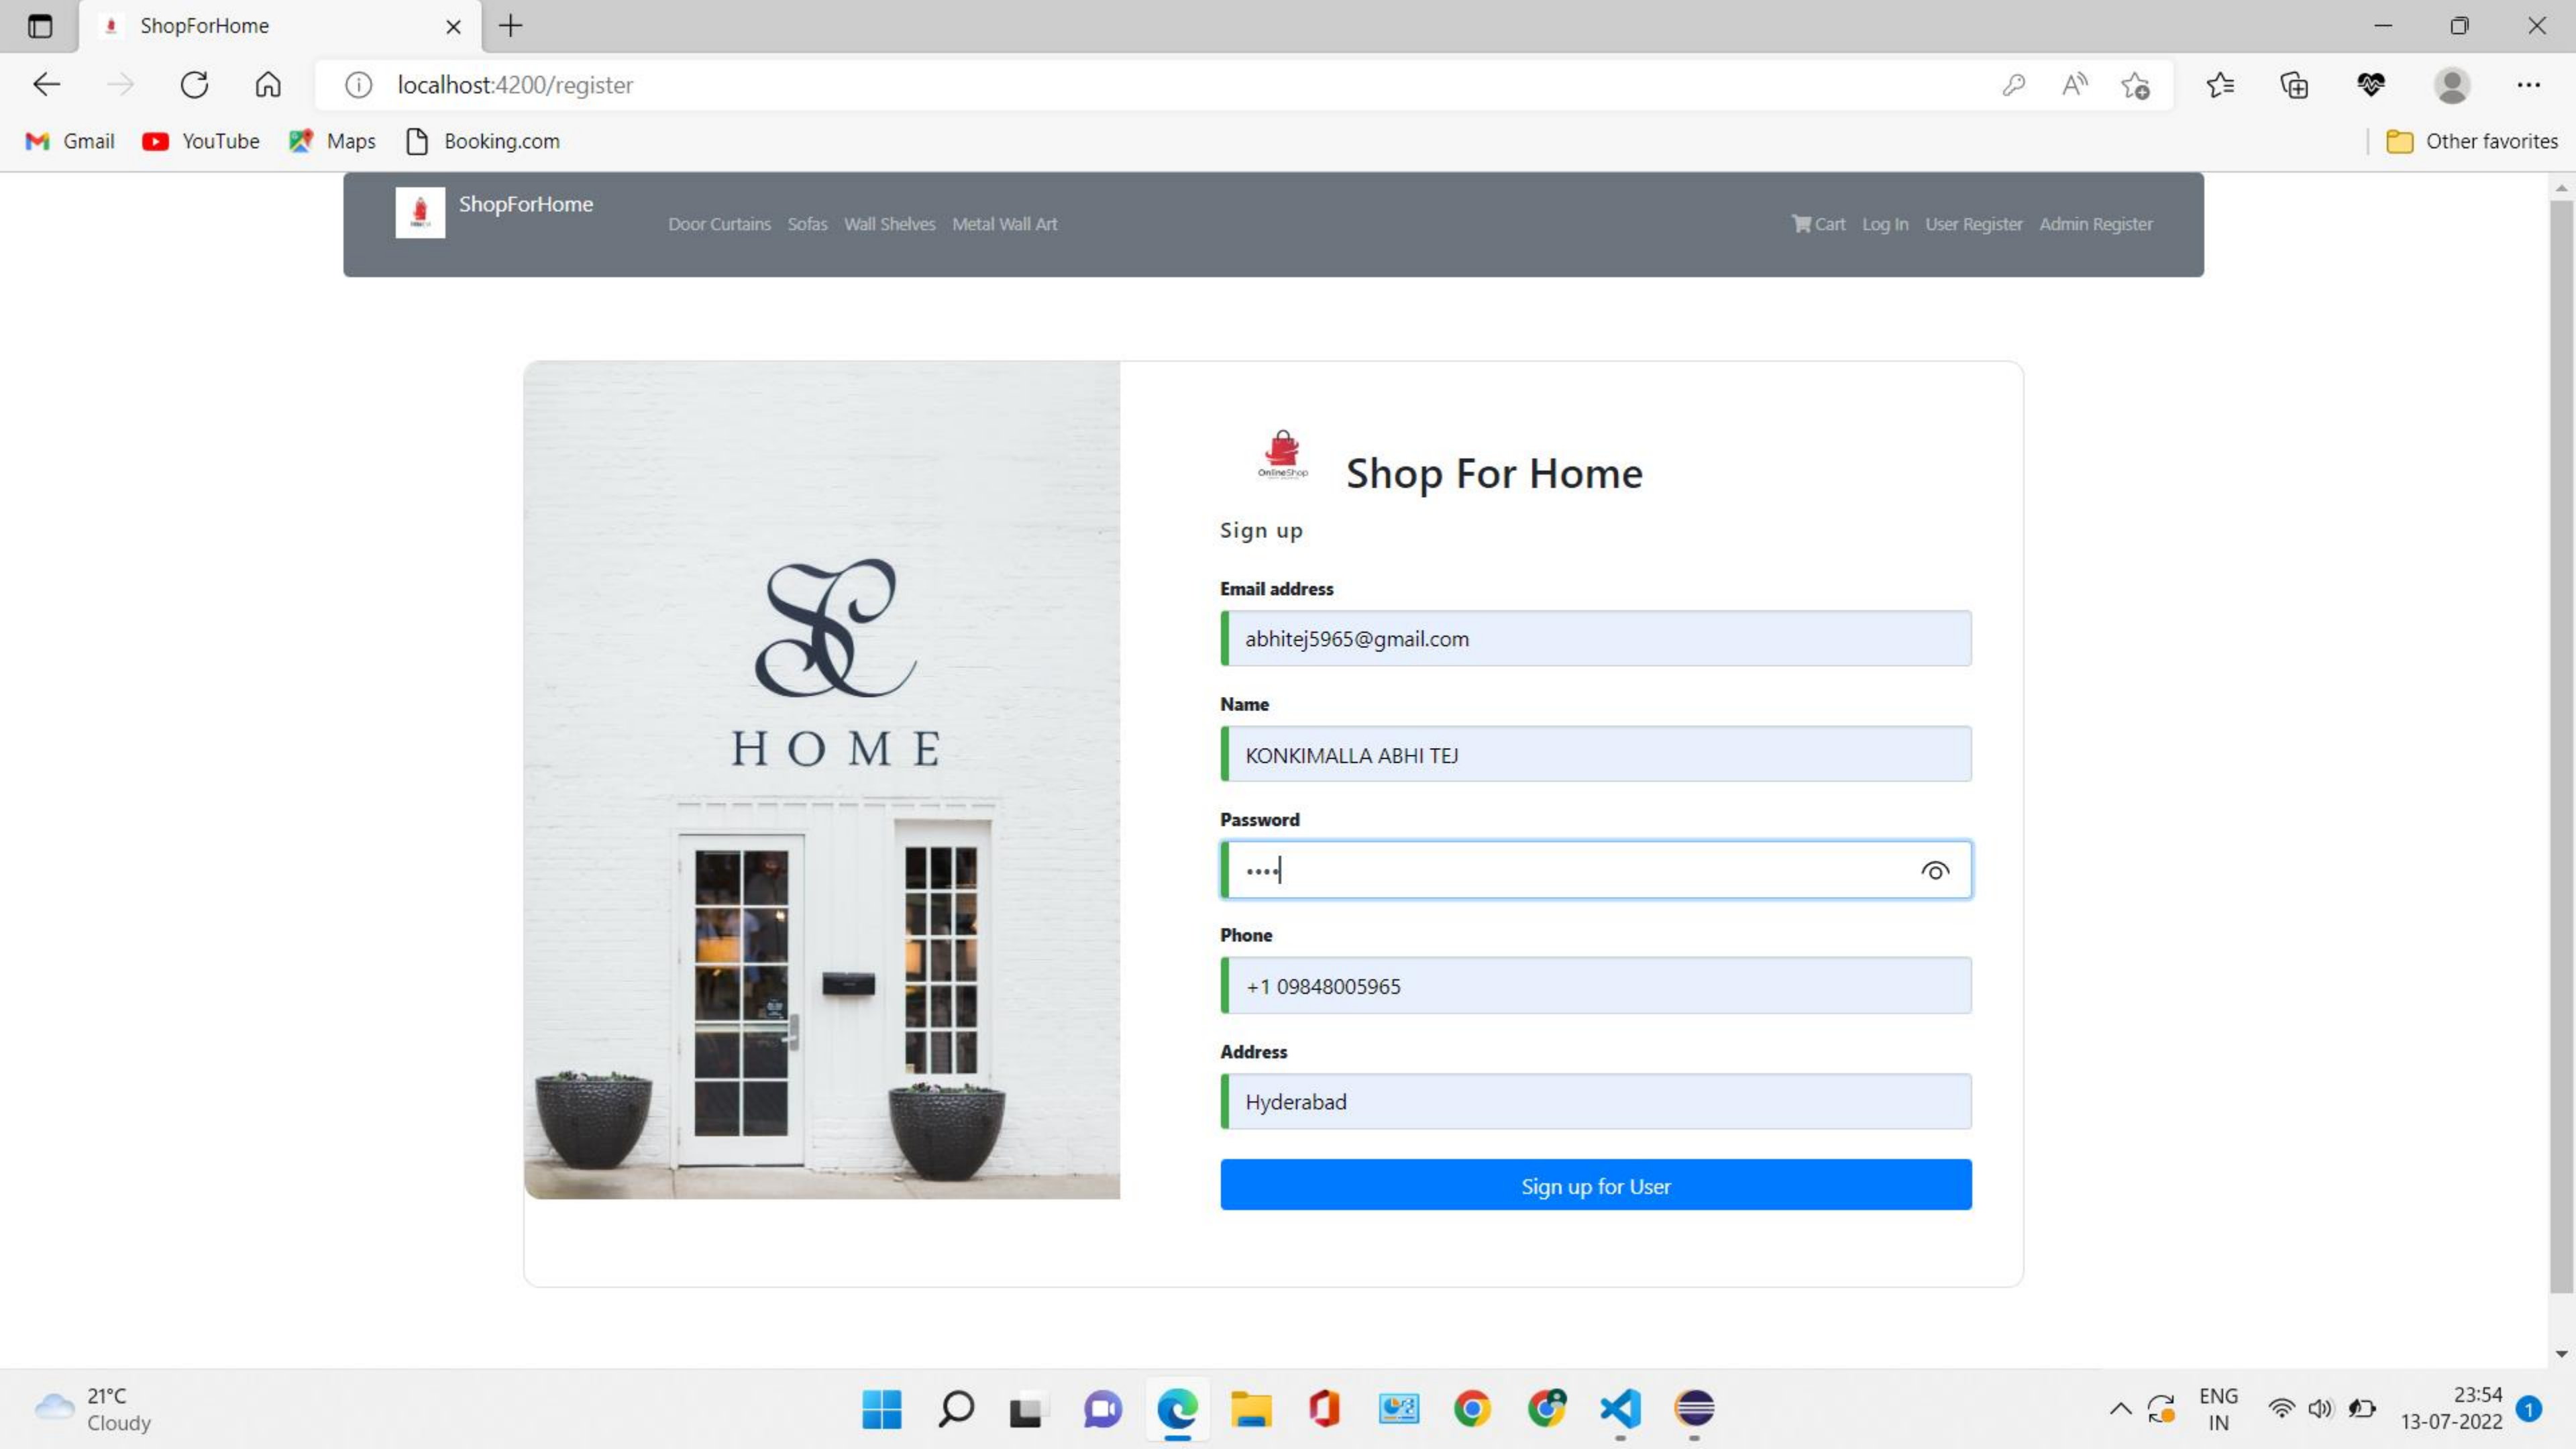 ShopForHome
localhost:4200/register
Gmail YouTube Maps Booking.com Other favorites
ShopForHome
Door Curtains Sofas Wall Shelves Metal Wall Art Cart Log In User Register Admin Register
OnlineShop
Shop For Home
Sign up
HOME
Email address
abhitej5965@gmail.com
Name
KONKIMALLA ABHI TEJ
Password
••••
Phone
+1 09848005965
Address
Hyderabad
Sign up for User
21°C
Cloudy
ENG
IN
23:54
13-07-2022
1